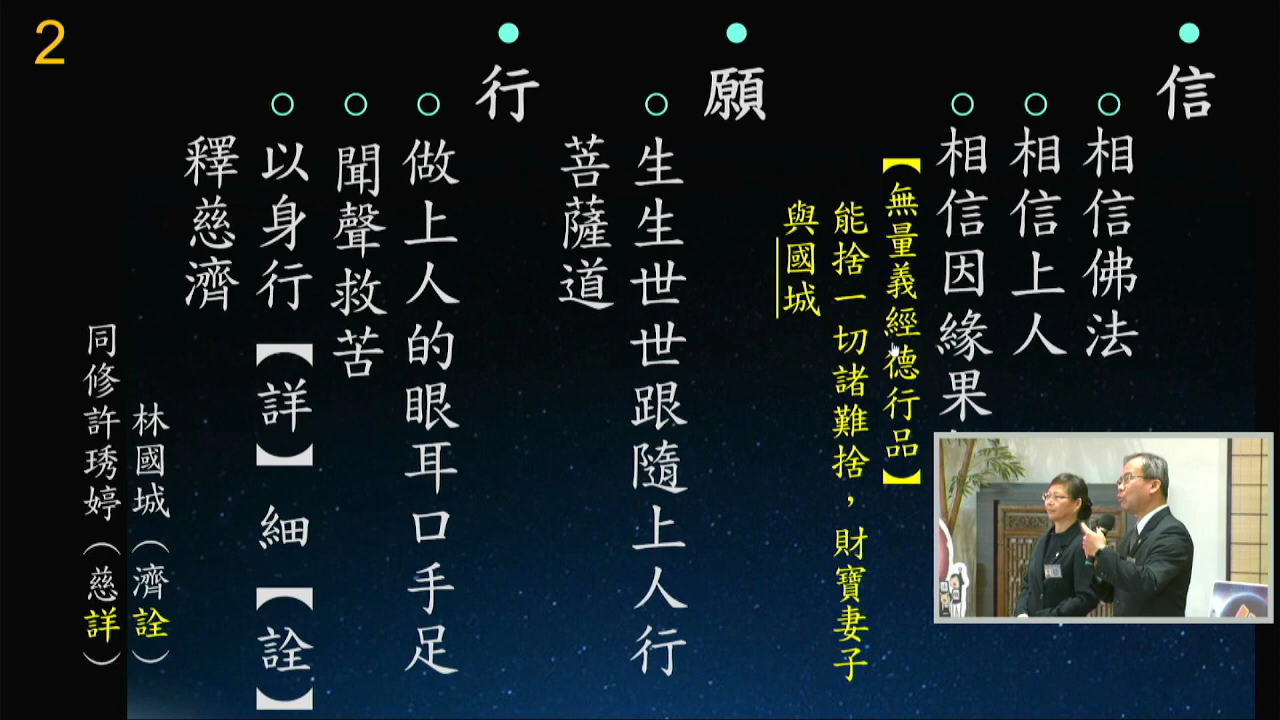 2
信
相信佛法
相信上人
相信因緣果
【無量義經德行品】
能捨一切諸難捨，財寶妻子
與國城
願
生生世世跟隨上人行
菩薩道
行
做上人的眼耳口手足
聞聲救苦
以身行【詳】細【詮】
釋慈濟
林國城（濟詮）
同修許琇婷（慈詳）